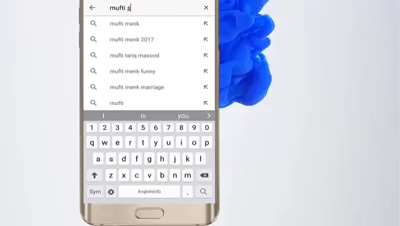 mufti s
mufti menk
mufti menk 2017
mufti tariq masood
mufti menk funny
mufti menk marriage
mufti
I is you
1 2 3 4 5 6 7 8 9 0
q w e r t y u i o p
a s d f g h j k l
z x c v b n m
Sym English(US) .